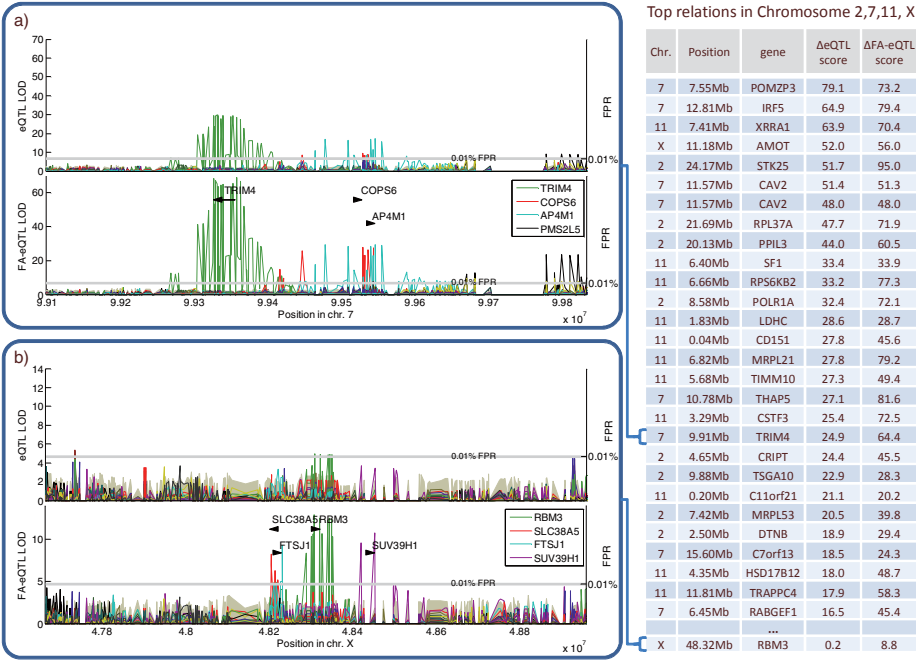 a)
70
60
50
40
30
20
10
0
eQTL LOD
FPR
0.01% FPR
0.01%
60
40
20
0
FA-eQTL LOD
TRIM4
COPS6
AP4M1
TRIM4
COPS6
AP4M1
PMS2L5
FPR
0.01% FPR
0.01%
9.91 9.92 9.93 9.94 9.95 9.96 9.97 9.98
Position in chr. 7
x 10⁷
b)
14
12
10
8
6
4
2
0
eQTL LOD
FPR
0.01% FPR
0.01%
10
5
0
FA-eQTL LOD
SLC38A5 RBM3
FTSJ1
SUV39H1
RBM3
SLC38A5
FTSJ1
SUV39H1
FPR
0.01% FPR
0.01%
4.78 4.8 4.82 4.84 4.86 4.88
Position in chr. X
x 10⁷
Top relations in Chromosome 2,7,11, X
Chr. Position gene ΔeQTL score ΔFA-eQTL score
7 7.55Mb POMZP3 79.1 73.2
7 12.81Mb IRF5 64.9 79.4
11 7.41Mb XRRA1 63.9 70.4
X 11.18Mb AMOT 52.0 56.0
2 24.17Mb STK25 51.7 95.0
7 11.57Mb CAV2 51.4 51.3
7 11.57Mb CAV2 48.0 48.0
2 21.69Mb RPL37A 47.7 71.9
2 20.13Mb PPIL3 44.0 60.5
11 6.40Mb SF1 33.4 33.9
11 6.66Mb RPS6KB2 33.2 77.3
2 8.58Mb POLR1A 32.4 72.1
11 1.83Mb LDHC 28.6 28.7
11 0.04Mb CD151 27.8 45.6
11 6.82Mb MRPL21 27.8 79.2
11 5.68Mb TIMM10 27.3 49.4
7 10.78Mb THAP5 27.1 81.6
11 3.29Mb CSTF3 25.4 72.5
7 9.91Mb TRIM4 24.9 64.4
2 4.65Mb CRIPT 24.4 45.5
2 9.88Mb TSGA10 22.9 28.3
11 0.20Mb C11orf21 21.1 20.2
2 7.42Mb MRPL53 20.5 39.8
2 2.50Mb DTNB 18.9 29.4
7 15.60Mb C7orf13 18.5 24.3
11 4.35Mb HSD17B12 18.0 48.7
11 11.81Mb TRAPPC4 17.9 58.3
7 6.45Mb RABGEF1 16.5 45.4
...
X 48.32Mb RBM3 0.2 8.8